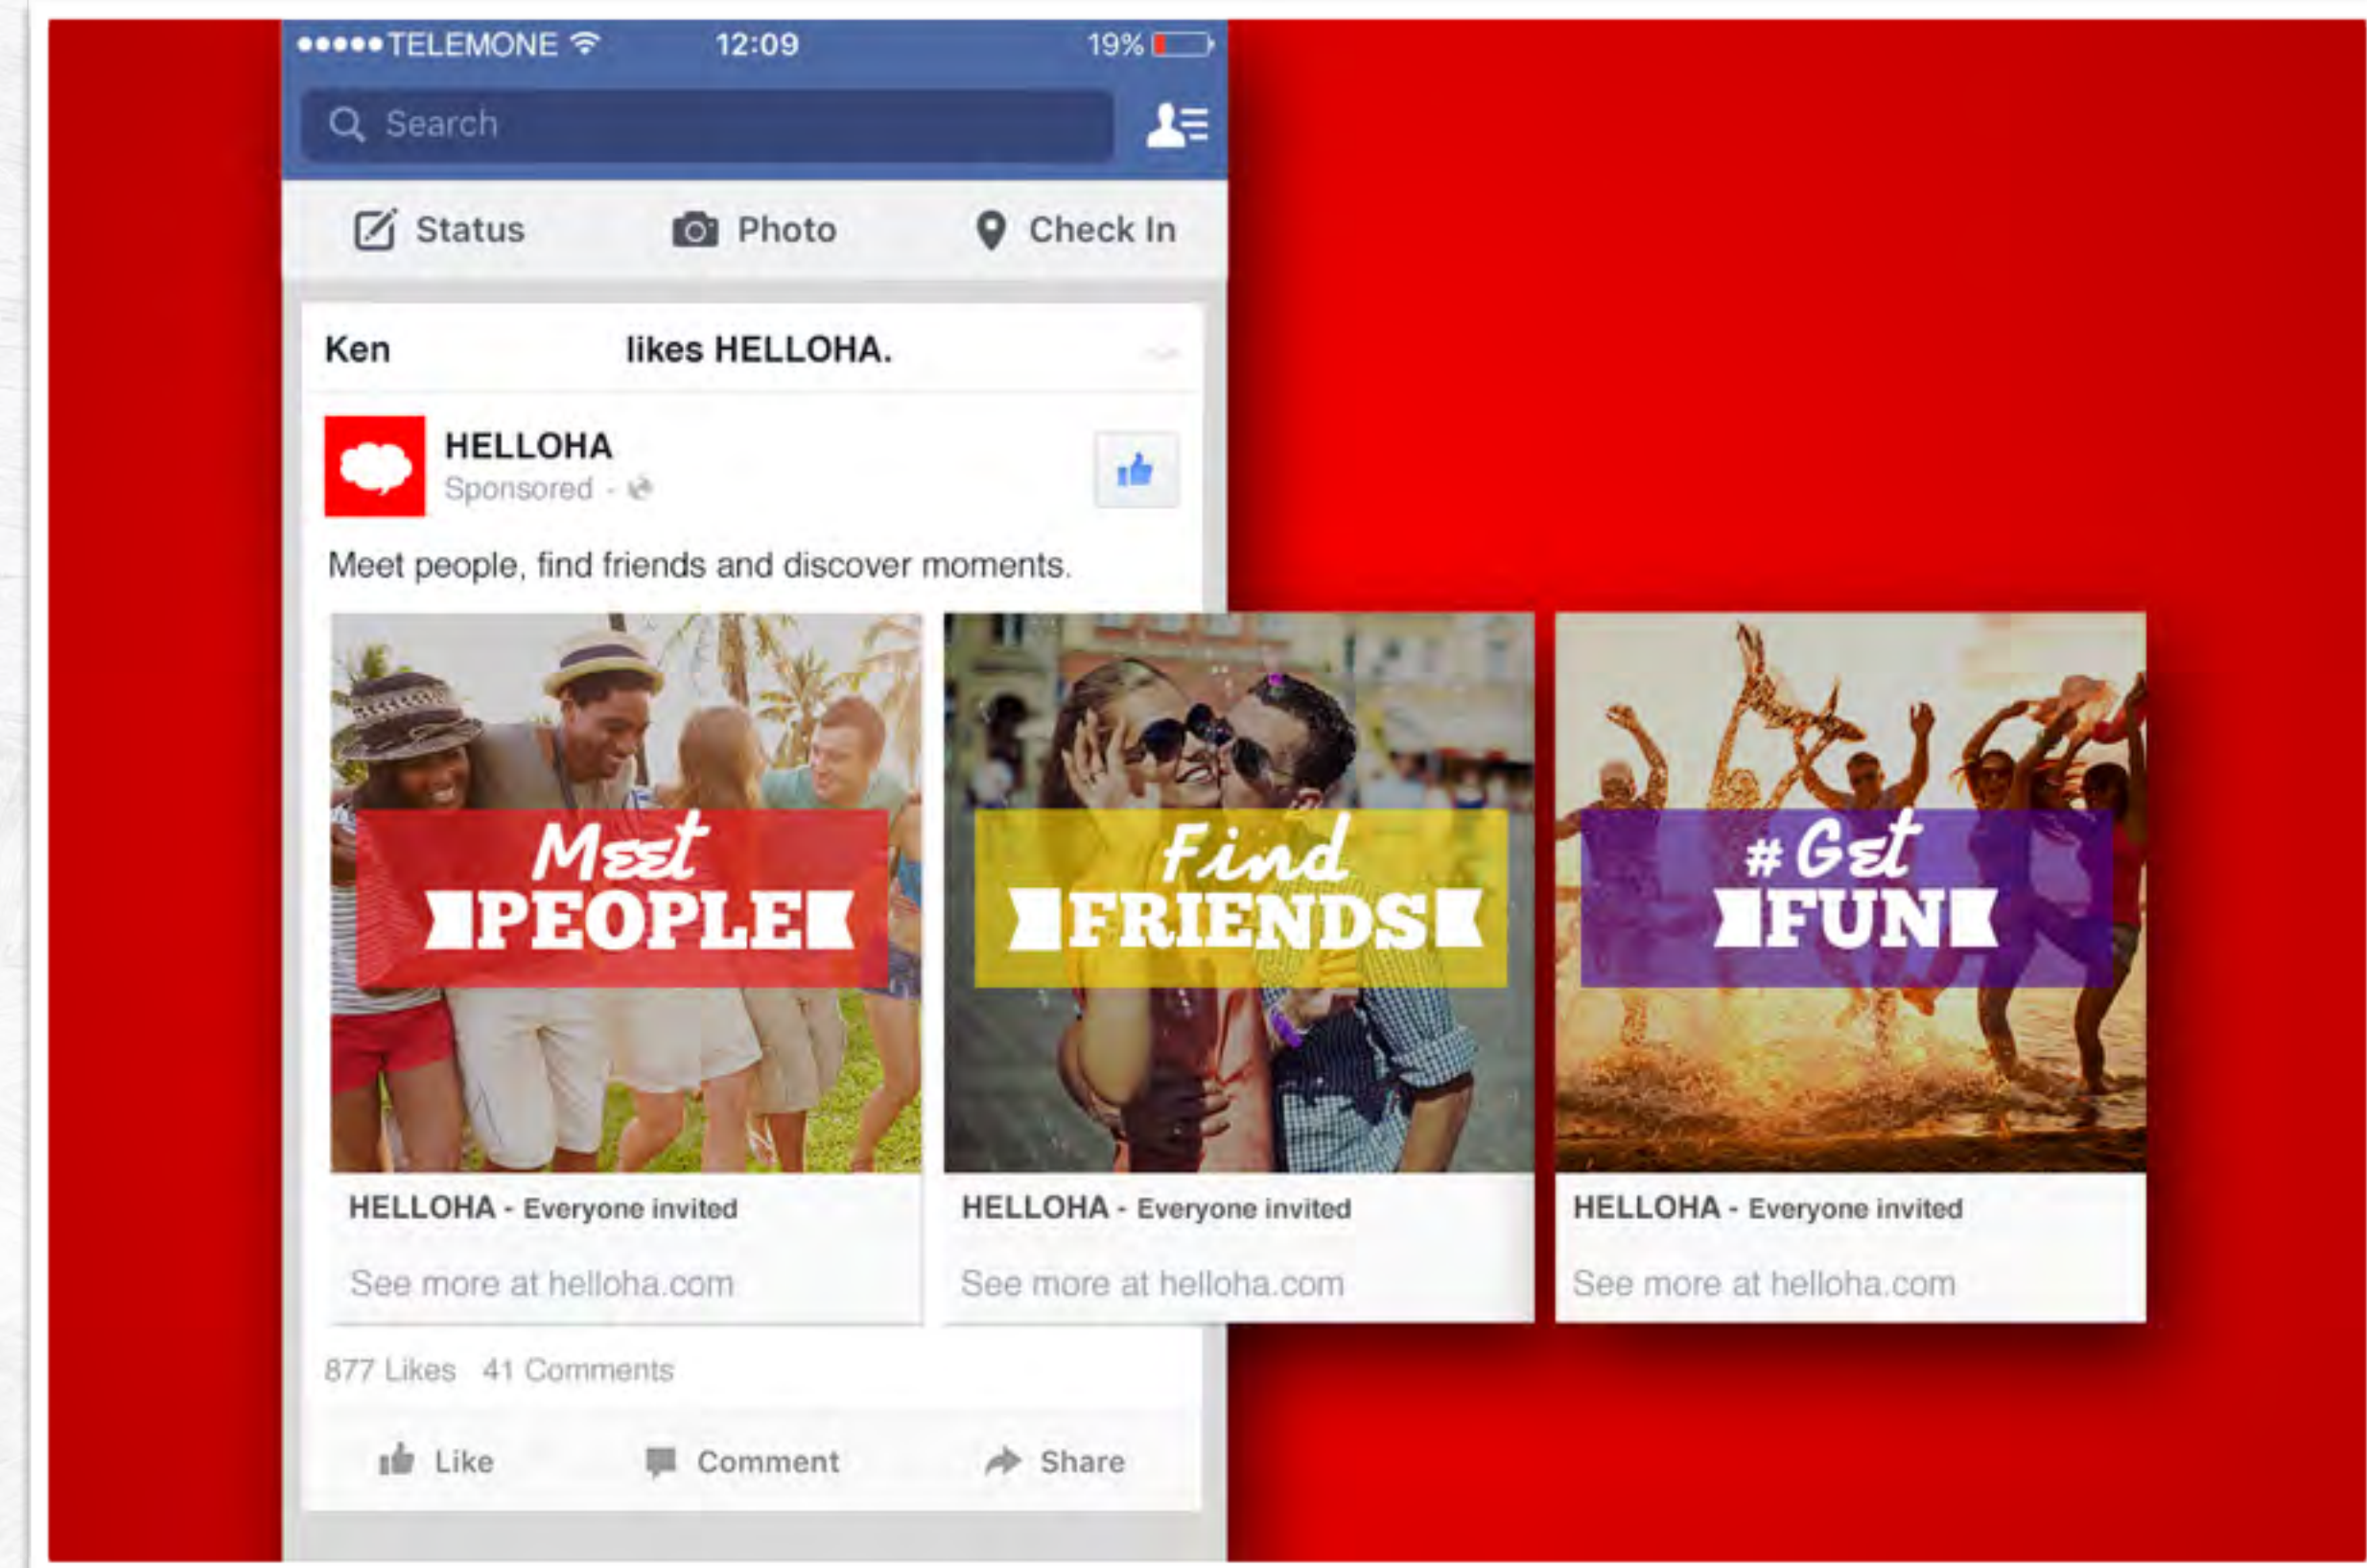 TELEMONE 12:09 19%
Search
Status Photo Check In
Ken likes HELLOHA.
HELLOHA
Sponsored -
Meet people, find friends and discover moments.
Meet
PEOPLE
Find
FRIENDS
#Get
FUN
HELLOHA - Everyone invited
See more at helloha.com
HELLOHA - Everyone invited
See more at helloha.com
HELLOHA - Everyone invited
See more at helloha.com
877 Likes 41 Comments
Like Comment Share